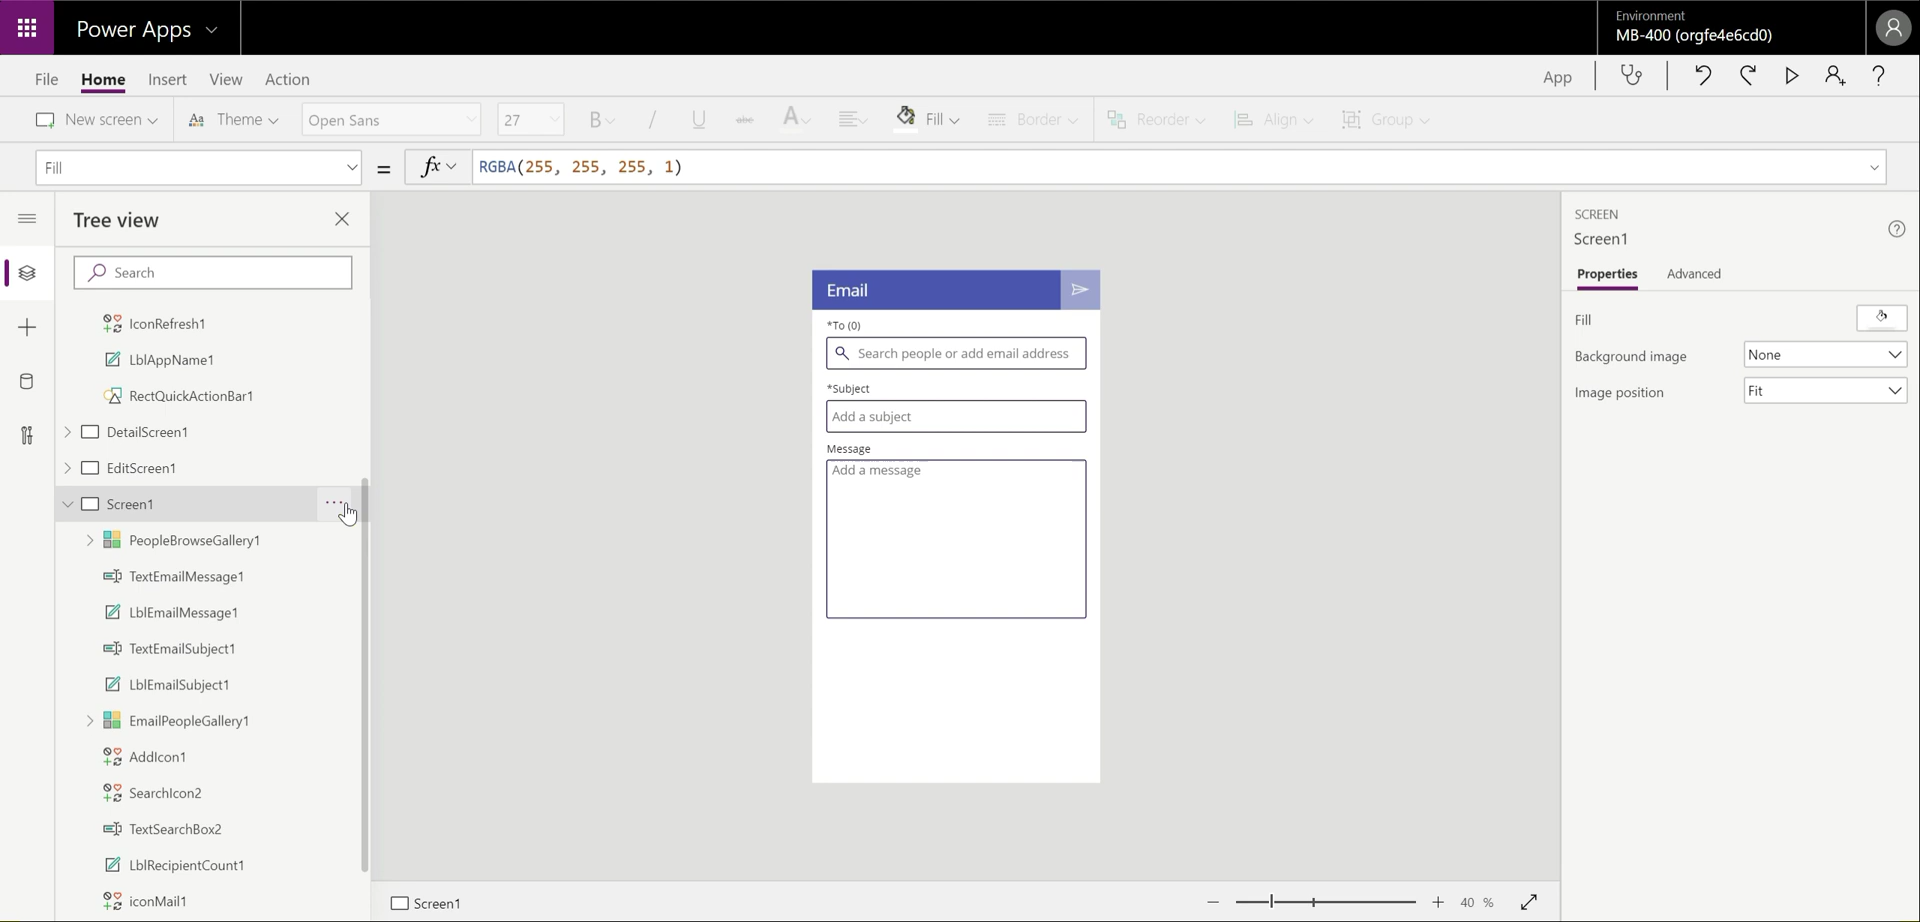 Power Apps
Environment
MB-400 (orgfe4e6cd0)
File Home Insert View Action
App
New screen
Theme
Open Sans
27
B
/
U
abc
A
Fill
Border
Reorder
Align
Group
Fill
=
fx
RGBA(255, 255, 255, 1)
Tree view
Search
IconRefresh1
LblAppName1
RectQuickActionBar1
DetailScreen1
EditScreen1
Screen1
...
PeopleBrowseGallery1
TextEmailMessage1
LblEmailMessage1
TextEmailSubject1
LblEmailSubject1
EmailPeopleGallery1
AddIcon1
SearchIcon2
TextSearchBox2
LblRecipientCount1
iconMail1
Email
*To (0)
Search people or add email address
*Subject
Add a subject
Message
Add a message
Screen1
40 %
SCREEN
Screen1
Properties Advanced
Fill
Background image
None
Image position
Fit